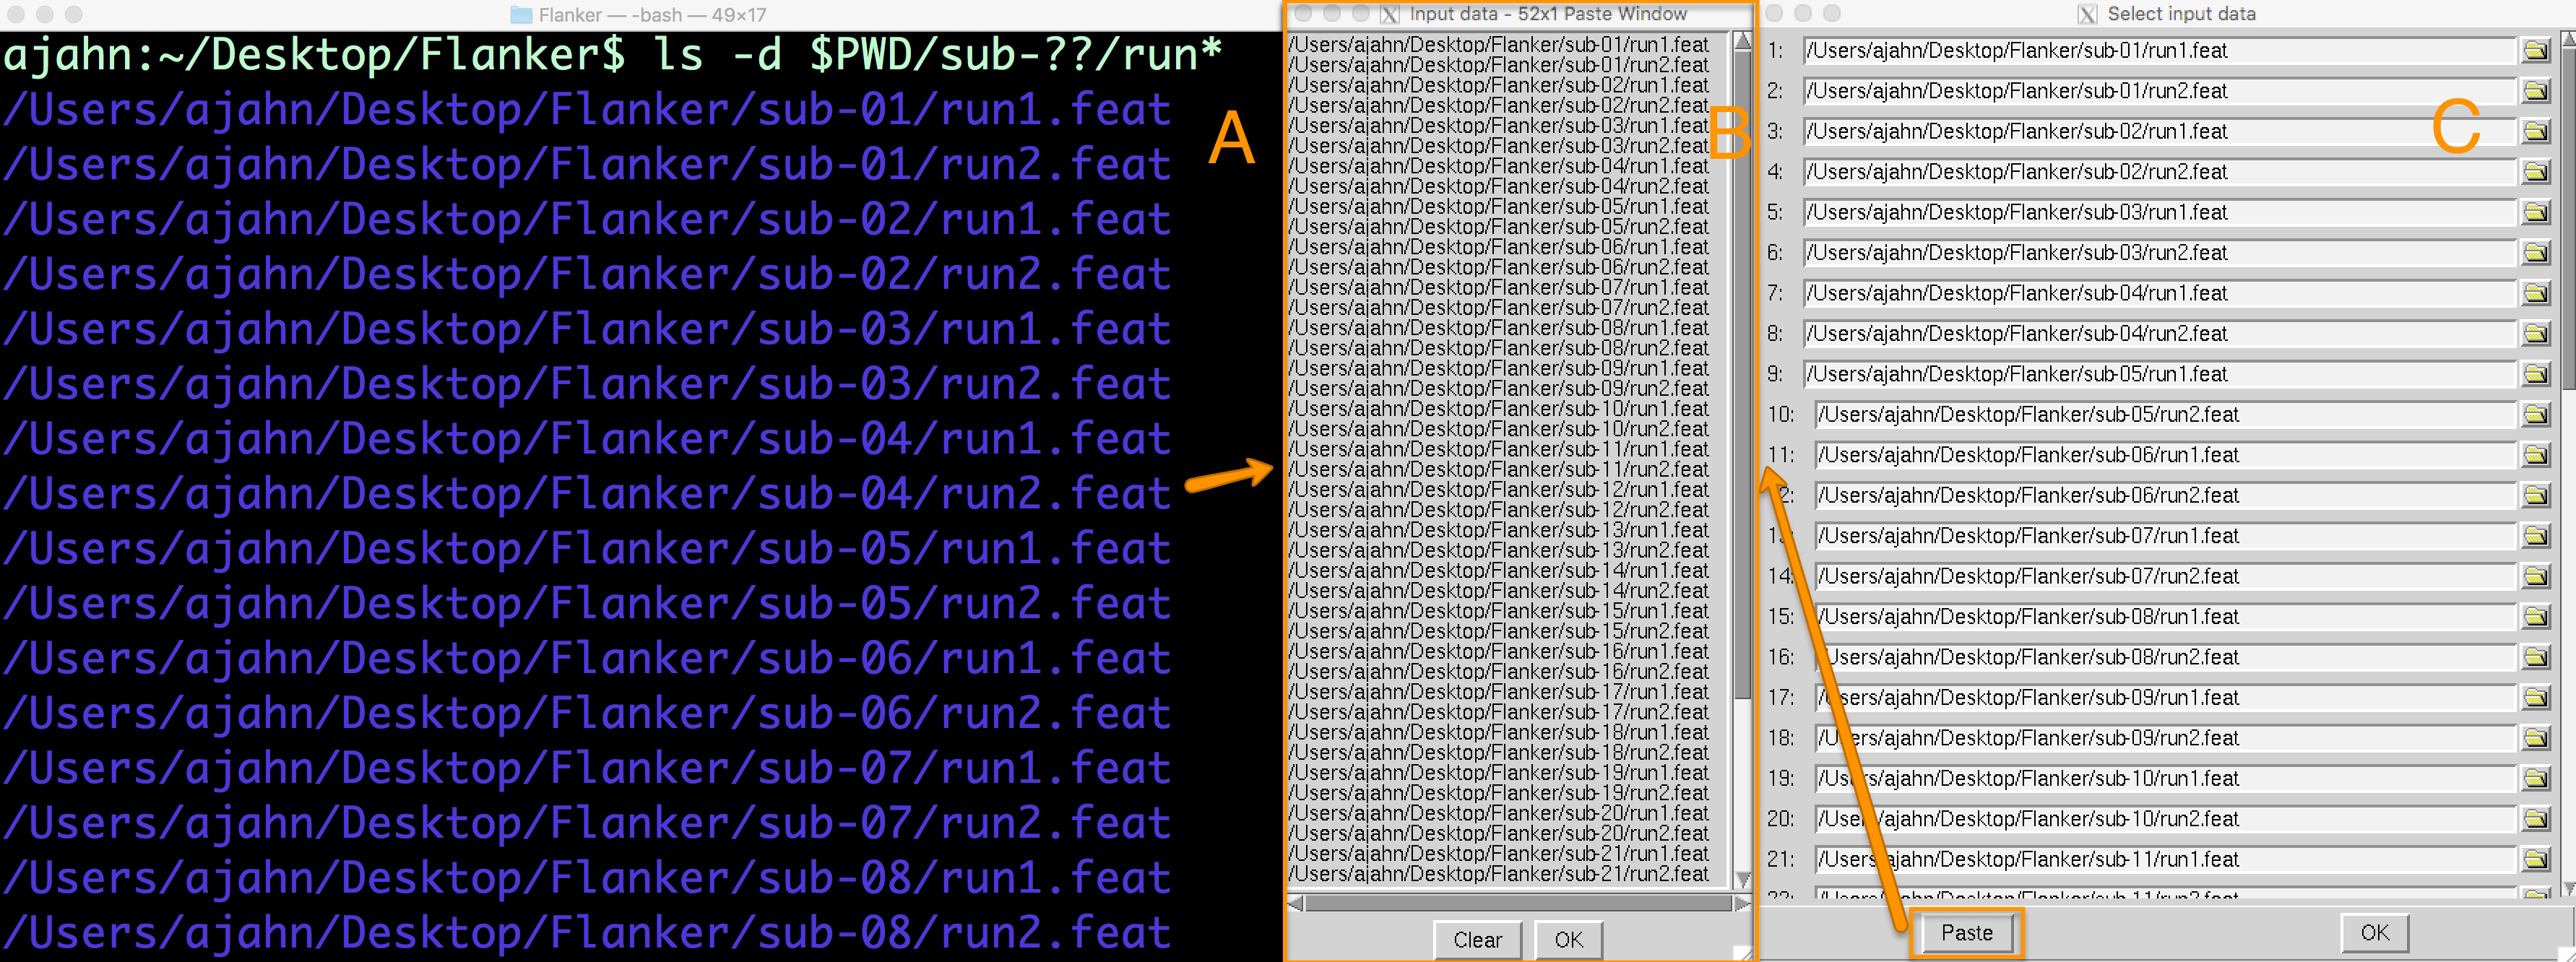 Flanker — -bash — 49×17
ajahn:~/Desktop/Flanker$ ls -d $PWD/sub-??/run*
/Users/ajahn/Desktop/Flanker/sub-01/run1.feat
/Users/ajahn/Desktop/Flanker/sub-01/run2.feat
/Users/ajahn/Desktop/Flanker/sub-02/run1.feat
/Users/ajahn/Desktop/Flanker/sub-02/run2.feat
/Users/ajahn/Desktop/Flanker/sub-03/run1.feat
/Users/ajahn/Desktop/Flanker/sub-03/run2.feat
/Users/ajahn/Desktop/Flanker/sub-04/run1.feat
/Users/ajahn/Desktop/Flanker/sub-04/run2.feat
/Users/ajahn/Desktop/Flanker/sub-05/run1.feat
/Users/ajahn/Desktop/Flanker/sub-05/run2.feat
/Users/ajahn/Desktop/Flanker/sub-06/run1.feat
/Users/ajahn/Desktop/Flanker/sub-06/run2.feat
/Users/ajahn/Desktop/Flanker/sub-07/run1.feat
/Users/ajahn/Desktop/Flanker/sub-07/run2.feat
/Users/ajahn/Desktop/Flanker/sub-08/run1.feat
/Users/ajahn/Desktop/Flanker/sub-08/run2.feat
A
Input data - 52x1 Paste Window
/Users/ajahn/Desktop/Flanker/sub-01/run1.feat
/Users/ajahn/Desktop/Flanker/sub-01/run2.feat
/Users/ajahn/Desktop/Flanker/sub-02/run1.feat
/Users/ajahn/Desktop/Flanker/sub-02/run2.feat
/Users/ajahn/Desktop/Flanker/sub-03/run1.feat
/Users/ajahn/Desktop/Flanker/sub-03/run2.feat
/Users/ajahn/Desktop/Flanker/sub-04/run1.feat
/Users/ajahn/Desktop/Flanker/sub-04/run2.feat
/Users/ajahn/Desktop/Flanker/sub-05/run1.feat
/Users/ajahn/Desktop/Flanker/sub-05/run2.feat
/Users/ajahn/Desktop/Flanker/sub-06/run1.feat
/Users/ajahn/Desktop/Flanker/sub-06/run2.feat
/Users/ajahn/Desktop/Flanker/sub-07/run1.feat
/Users/ajahn/Desktop/Flanker/sub-07/run2.feat
/Users/ajahn/Desktop/Flanker/sub-08/run1.feat
/Users/ajahn/Desktop/Flanker/sub-08/run2.feat
/Users/ajahn/Desktop/Flanker/sub-09/run1.feat
/Users/ajahn/Desktop/Flanker/sub-09/run2.feat
/Users/ajahn/Desktop/Flanker/sub-10/run1.feat
/Users/ajahn/Desktop/Flanker/sub-10/run2.feat
/Users/ajahn/Desktop/Flanker/sub-11/run1.feat
/Users/ajahn/Desktop/Flanker/sub-11/run2.feat
/Users/ajahn/Desktop/Flanker/sub-12/run1.feat
/Users/ajahn/Desktop/Flanker/sub-12/run2.feat
/Users/ajahn/Desktop/Flanker/sub-13/run1.feat
/Users/ajahn/Desktop/Flanker/sub-13/run2.feat
/Users/ajahn/Desktop/Flanker/sub-14/run1.feat
/Users/ajahn/Desktop/Flanker/sub-14/run2.feat
/Users/ajahn/Desktop/Flanker/sub-15/run1.feat
/Users/ajahn/Desktop/Flanker/sub-15/run2.feat
/Users/ajahn/Desktop/Flanker/sub-16/run1.feat
/Users/ajahn/Desktop/Flanker/sub-16/run2.feat
/Users/ajahn/Desktop/Flanker/sub-17/run1.feat
/Users/ajahn/Desktop/Flanker/sub-17/run2.feat
/Users/ajahn/Desktop/Flanker/sub-18/run1.feat
/Users/ajahn/Desktop/Flanker/sub-18/run2.feat
/Users/ajahn/Desktop/Flanker/sub-19/run1.feat
/Users/ajahn/Desktop/Flanker/sub-19/run2.feat
/Users/ajahn/Desktop/Flanker/sub-20/run1.feat
/Users/ajahn/Desktop/Flanker/sub-20/run2.feat
/Users/ajahn/Desktop/Flanker/sub-21/run1.feat
/Users/ajahn/Desktop/Flanker/sub-21/run2.feat
B
Clear OK
Select input data
1: /Users/ajahn/Desktop/Flanker/sub-01/run1.feat
2: /Users/ajahn/Desktop/Flanker/sub-01/run2.feat
3: /Users/ajahn/Desktop/Flanker/sub-02/run1.feat
4: /Users/ajahn/Desktop/Flanker/sub-02/run2.feat
5: /Users/ajahn/Desktop/Flanker/sub-03/run1.feat
6: /Users/ajahn/Desktop/Flanker/sub-03/run2.feat
7: /Users/ajahn/Desktop/Flanker/sub-04/run1.feat
8: /Users/ajahn/Desktop/Flanker/sub-04/run2.feat
9: /Users/ajahn/Desktop/Flanker/sub-05/run1.feat
10: /Users/ajahn/Desktop/Flanker/sub-05/run2.feat
11: /Users/ajahn/Desktop/Flanker/sub-06/run1.feat
/Users/ajahn/Desktop/Flanker/sub-06/run2.feat
/Users/ajahn/Desktop/Flanker/sub-07/run1.feat
14: /Users/ajahn/Desktop/Flanker/sub-07/run2.feat
15: /Users/ajahn/Desktop/Flanker/sub-08/run1.feat
16: /Users/ajahn/Desktop/Flanker/sub-08/run2.feat
17: /Users/ajahn/Desktop/Flanker/sub-09/run1.feat
18: /Users/ajahn/Desktop/Flanker/sub-09/run2.feat
19: /Users/ajahn/Desktop/Flanker/sub-10/run1.feat
20: /Users/ajahn/Desktop/Flanker/sub-10/run2.feat
21: /Users/ajahn/Desktop/Flanker/sub-11/run1.feat
C
Paste OK